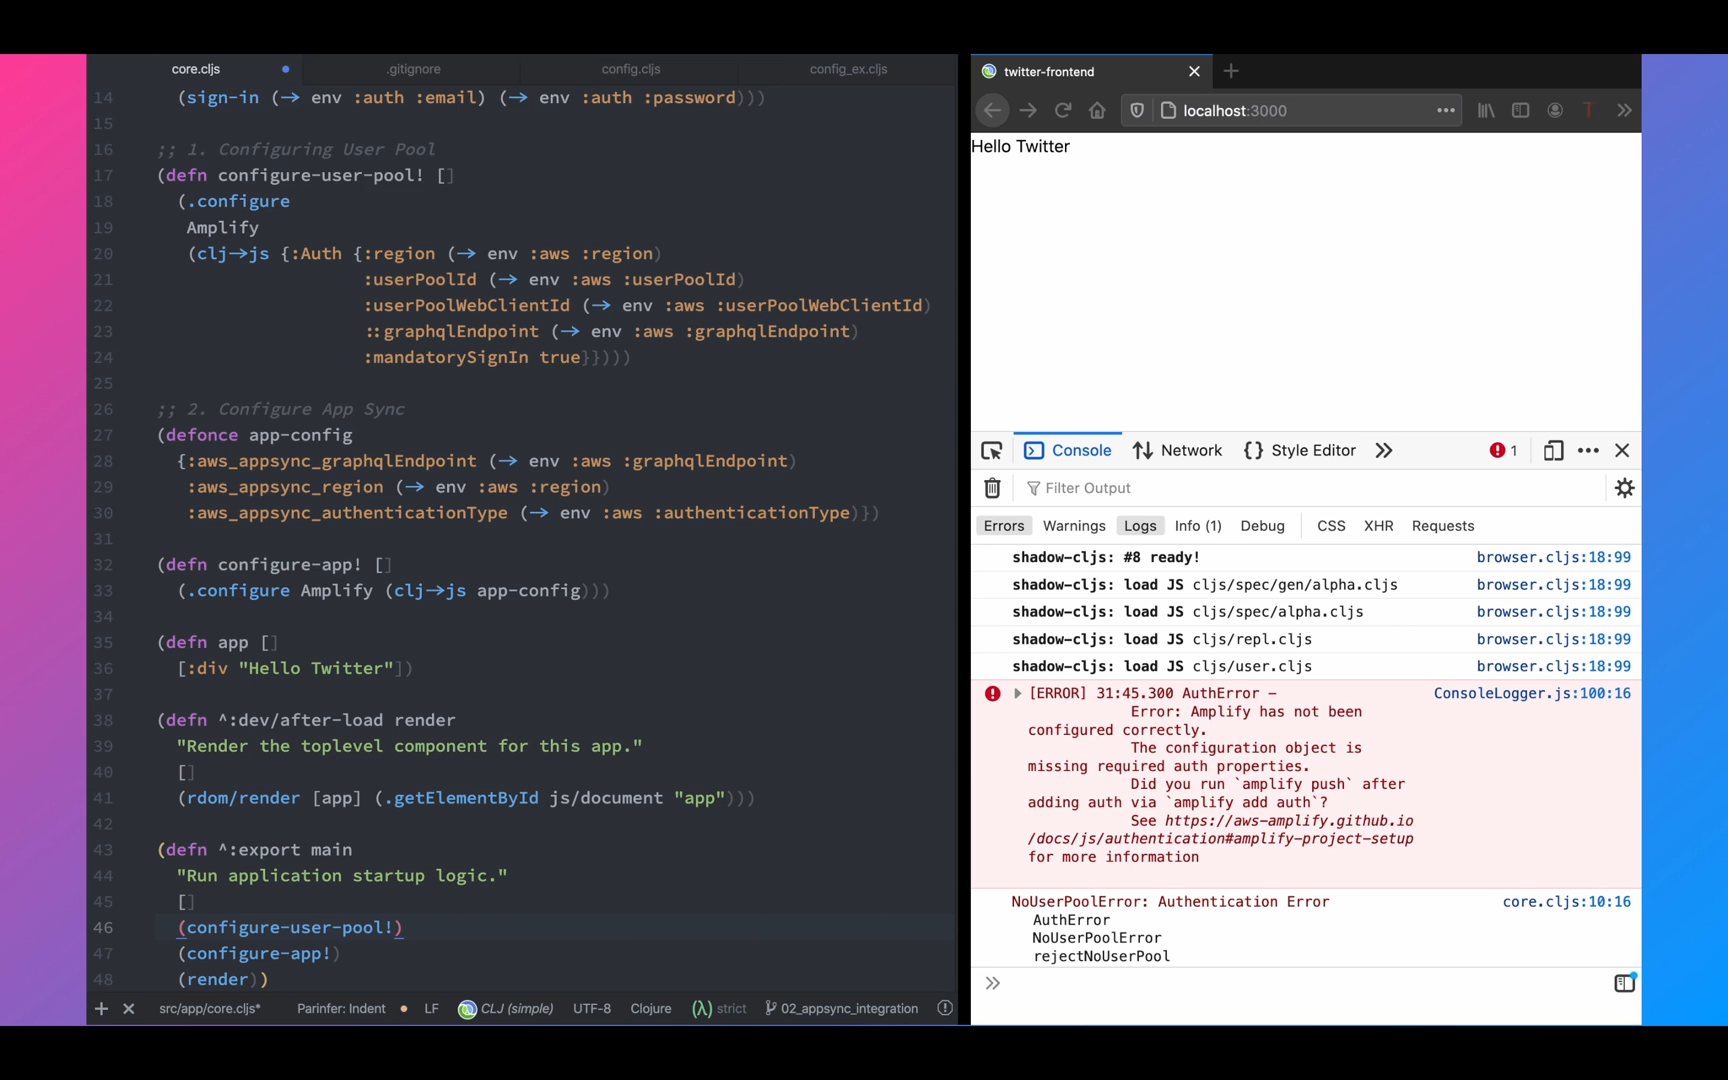 core.cljs
.gitignore
config.cljs
config_ex.cljs
14 (sign-in (-> env :auth :email) (-> env :auth :password)))
15
16 ;; 1. Configuring User Pool
17 (defn configure-user-pool! []
18 (.configure
19 Amplify
20 (clj->js {:Auth {:region (-> env :aws :region)
21 :userPoolId (-> env :aws :userPoolId)
22 :userPoolWebClientId (-> env :aws :userPoolWebClientId)
23 ::graphqlEndpoint (-> env :aws :graphqlEndpoint)
24 :mandatorySignIn true}})))
25
26 ;; 2. Configure App Sync
27 (defonce app-config
28 {:aws_appsync_graphqlEndpoint (-> env :aws :graphqlEndpoint)
29 :aws_appsync_region (-> env :aws :region)
30 :aws_appsync_authenticationType (-> env :aws :authenticationType)})
31
32 (defn configure-app! []
33 (.configure Amplify (clj->js app-config)))
34
35 (defn app []
36 [:div "Hello Twitter"])
37
38 (defn ^:dev/after-load render
39 "Render the toplevel component for this app."
40 []
41 (rdom/render [app] (.getElementById js/document "app")))
42
43 (defn ^:export main
44 "Run application startup logic."
45 []
46 (configure-user-pool!)
47 (configure-app!)
48 (render))
src/app/core.cljs* Parinfer: Indent LF CLJ (simple) UTF-8 Clojure (λ) strict 02_appsync_integration
twitter-frontend
localhost:3000
Hello Twitter
Console Network {} Style Editor 1
Filter Output
Errors Warnings Logs Info (1) Debug CSS XHR Requests
shadow-cljs: #8 ready! browser.cljs:18:99
shadow-cljs: load JS cljs/spec/gen/alpha.cljs browser.cljs:18:99
shadow-cljs: load JS cljs/spec/alpha.cljs browser.cljs:18:99
shadow-cljs: load JS cljs/repl.cljs browser.cljs:18:99
shadow-cljs: load JS cljs/user.cljs browser.cljs:18:99
[ERROR] 31:45.300 AuthError – ConsoleLogger.js:100:16
Error: Amplify has not been
configured correctly.
The configuration object is
missing required auth properties.
Did you run `amplify push` after
adding auth via `amplify add auth`?
See https://aws-amplify.github.io
/docs/js/authentication#amplify-project-setup
for more information
NoUserPoolError: Authentication Error core.cljs:10:16
AuthError
NoUserPoolError
rejectNoUserPool